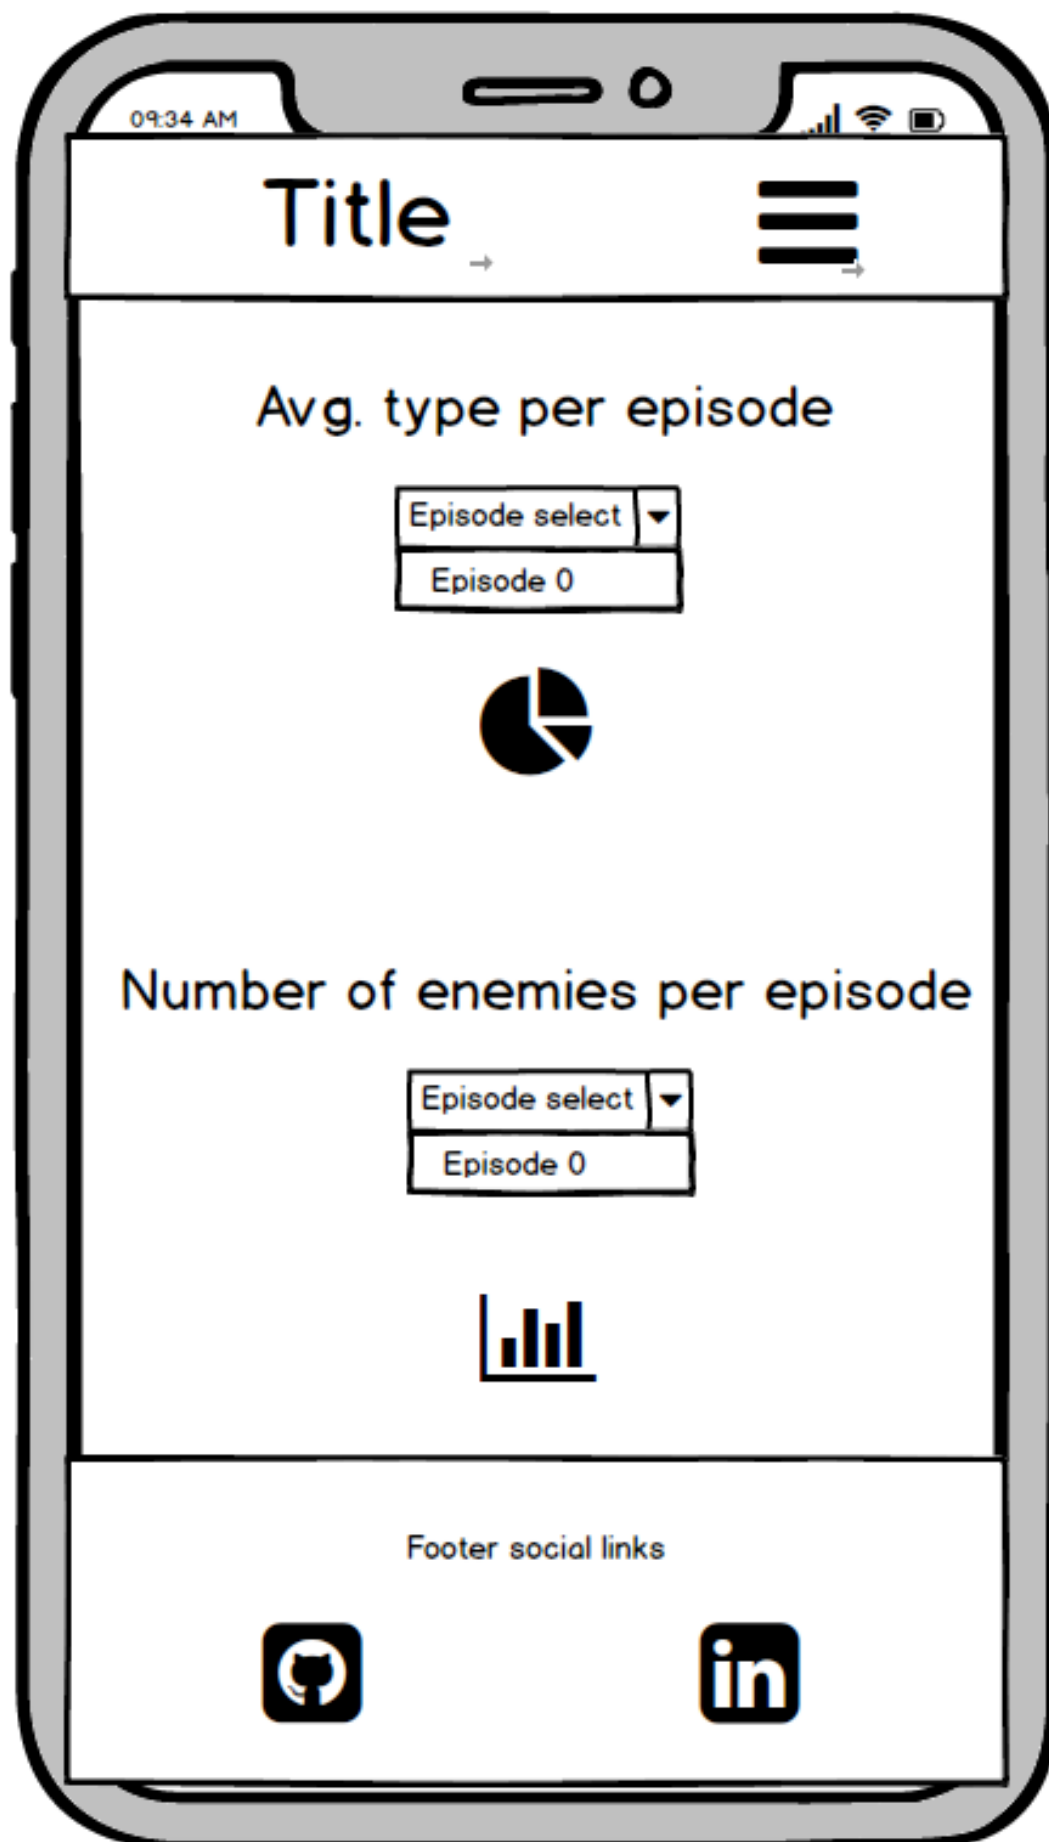 09:34 AM
Title
Avg. type per episode
Episode select
Episode 0
Number of enemies per episode
Episode select
Episode 0
Footer social links
in